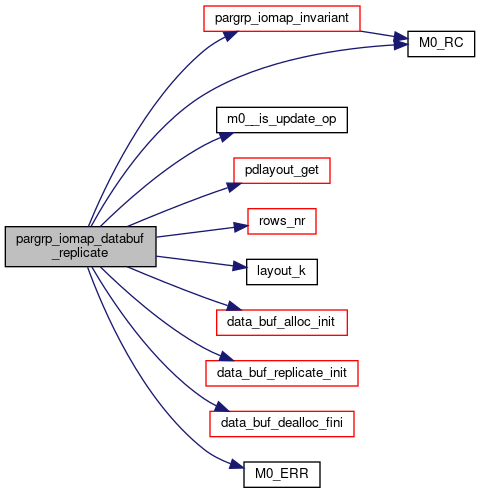 pargrp_iomap_invariant
M0_RC
m0__is_update_op
pdlayout_get
rows_nr
pargrp_iomap_databuf
_replicate
layout_k
data_buf_alloc_init
data_buf_replicate_init
data_buf_dealloc_fini
M0_ERR